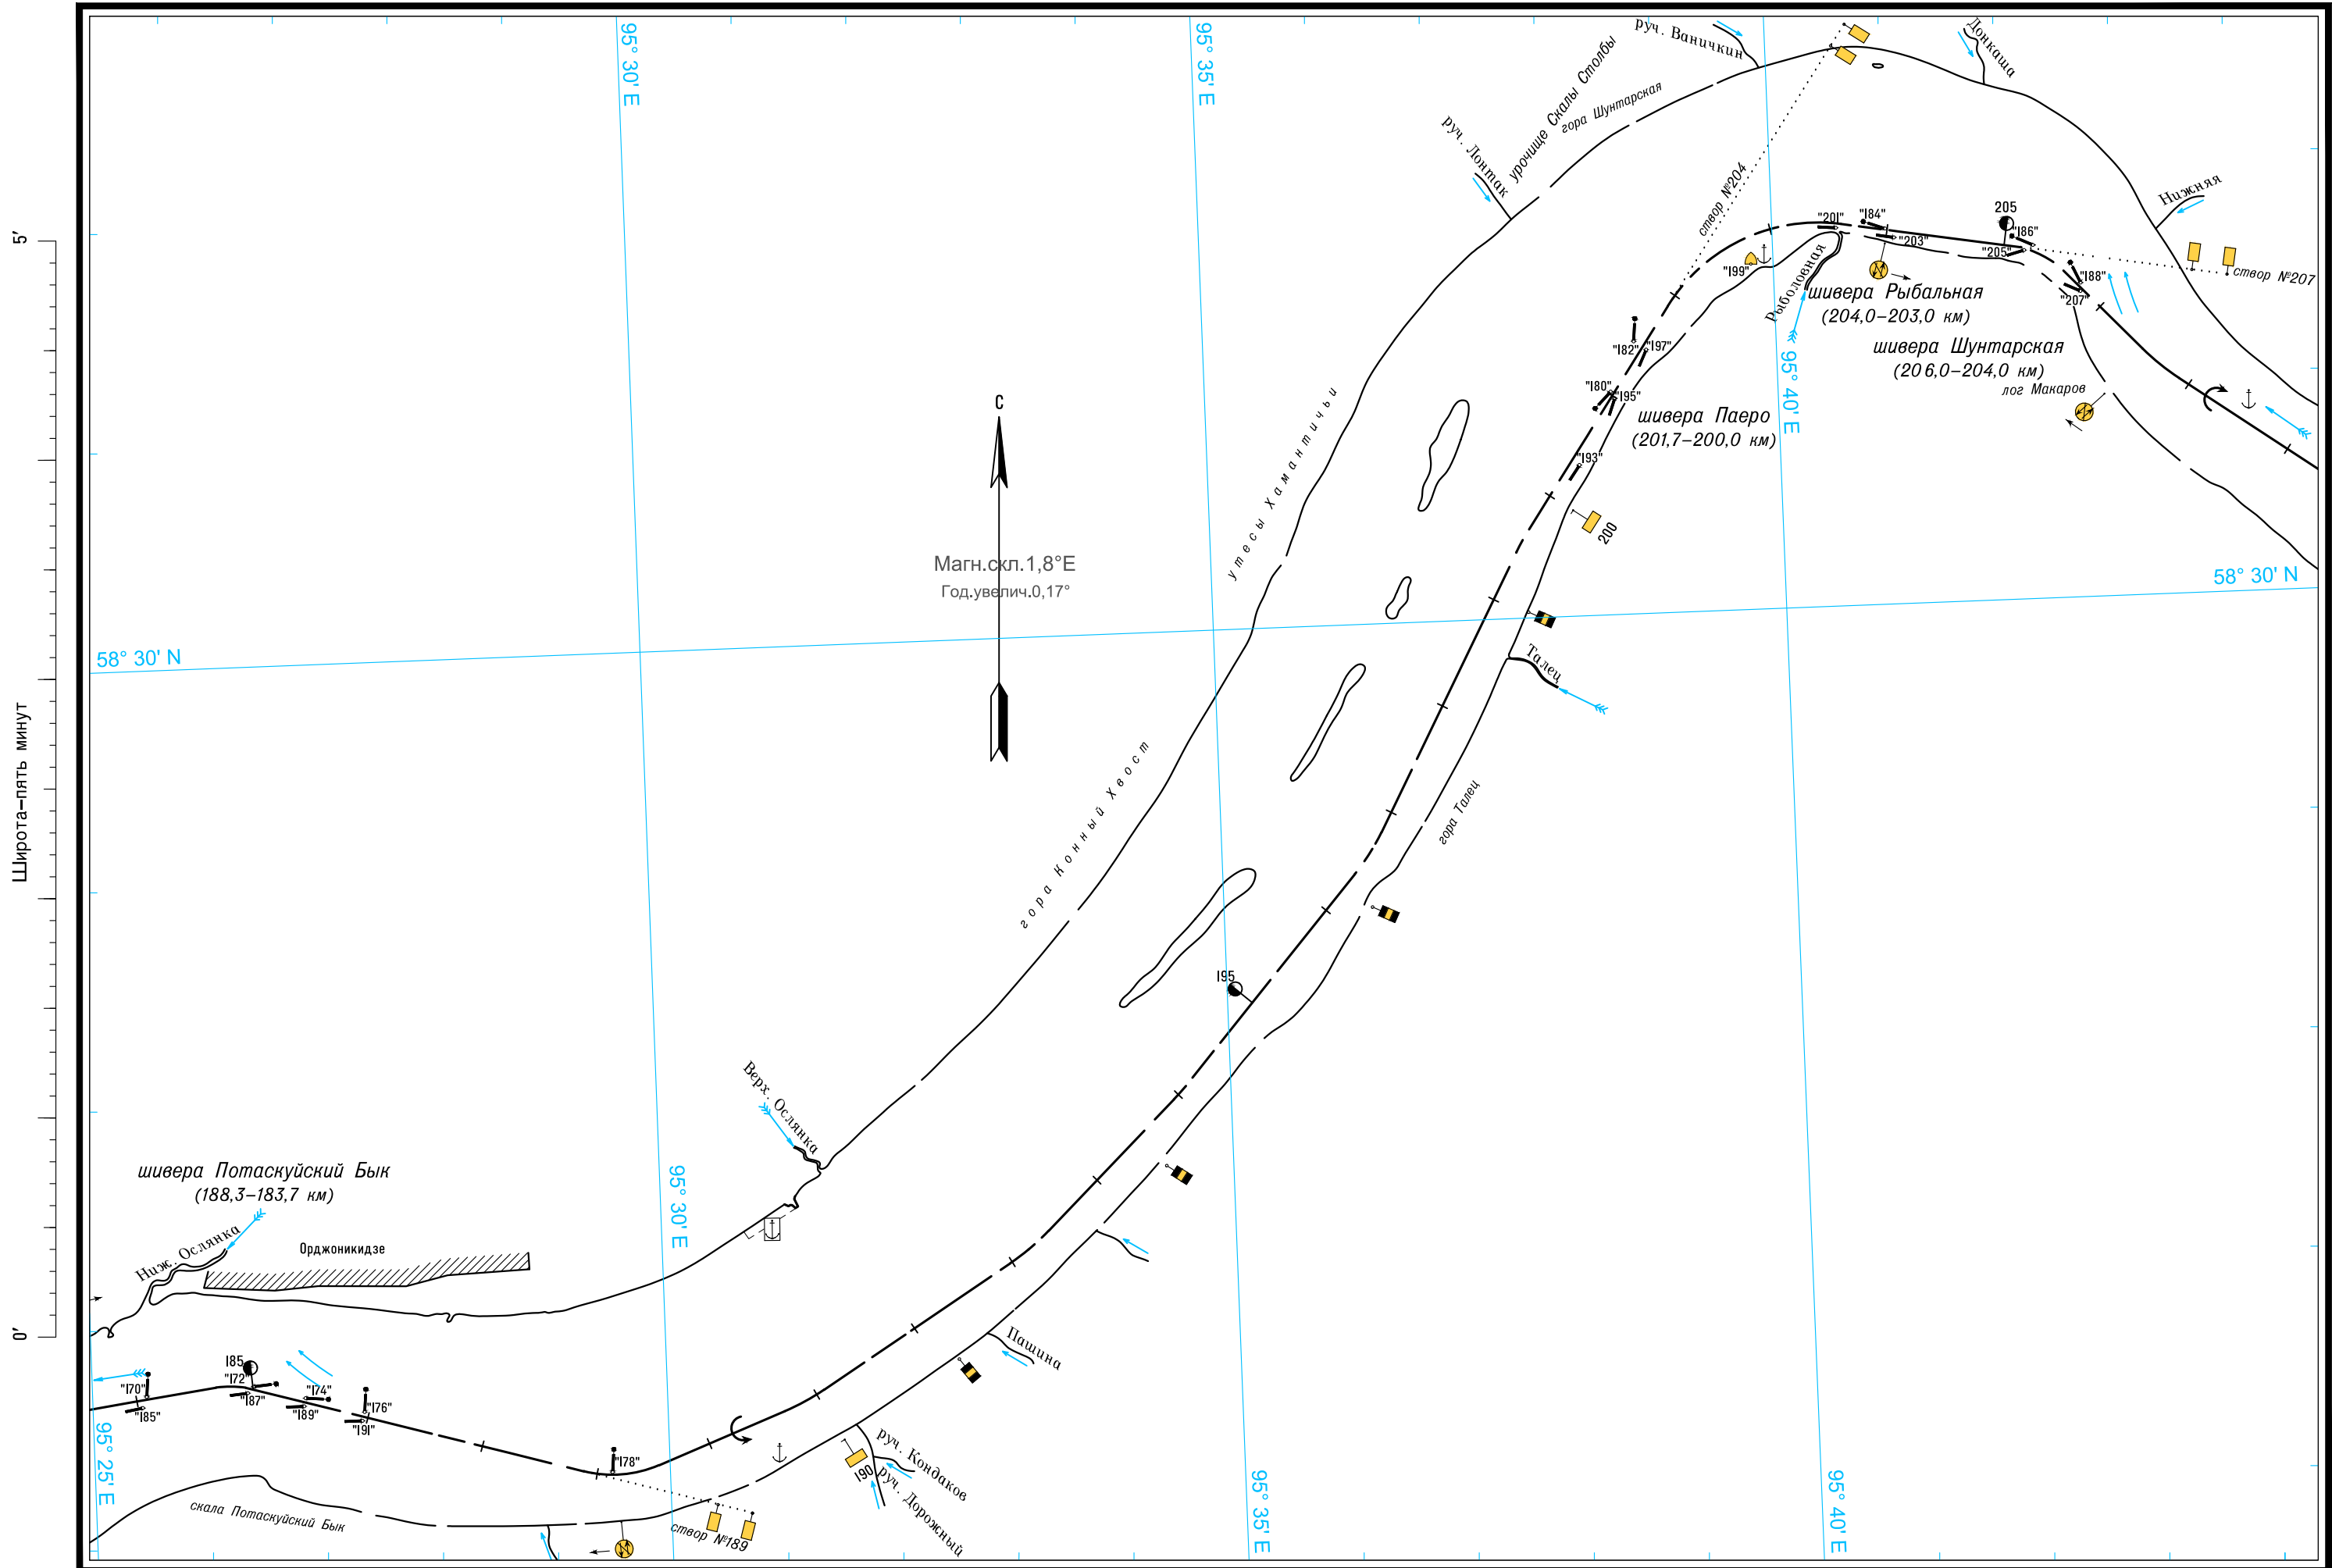 95° 30' E
95° 35' E
руч. Ваничкин
Донкаша
урочище Скалы Столбы
гора Шунтарская
руч. Лонтак
створ №204
Нижняя
5'
"201"
"184"
205
"186"
"203"
"205"
"199"
Рыболовная
"188"
"207"
створ №207
шивера Рыбальная
(204,0–203,0 км)
"182"
"197"
шивера Шунтарская
(206,0–204,0 км)
лог Макаров
95° 40' E
"180"
"195"
шивера Паеро
(201,7–200,0 км)
С
утесы Хамантичьи
"193"
200
Магн.скл.1,8°E
Год.увелич.0,17°
58° 30' N
58° 30' N
Талец
Широта–пять минут
гора Конный Хвост
гора Талец
195
Верх. Ослянка
шивера Потаскуйский Бык
(188,3–183,7 км)
95° 30' E
Ниж. Ослянка
Орджоникидзе
0'
Пашина
185
"170"
"172"
"174"
"176"
"185"
"187"
"189"
"191"
"178"
95° 25' E
190
руч. Кондаков
руч. Дорожный
95° 35' E
95° 40' E
скала Потаскуйский Бык
створ №189